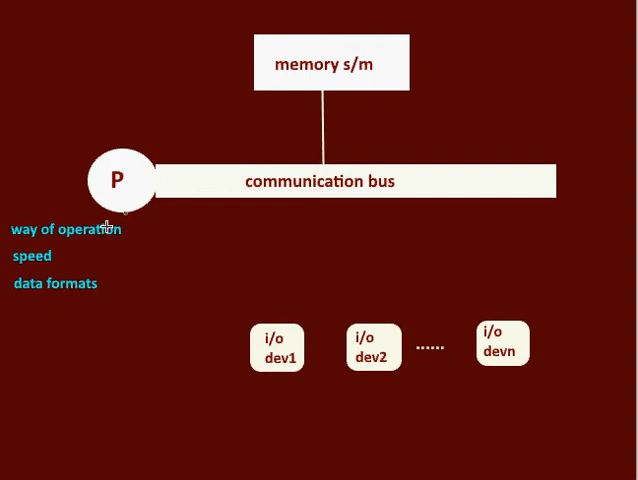 memory s/m
P
communication bus
way of operation
speed
data formats
i/o
dev1
i/o
dev2
......
i/o
devn